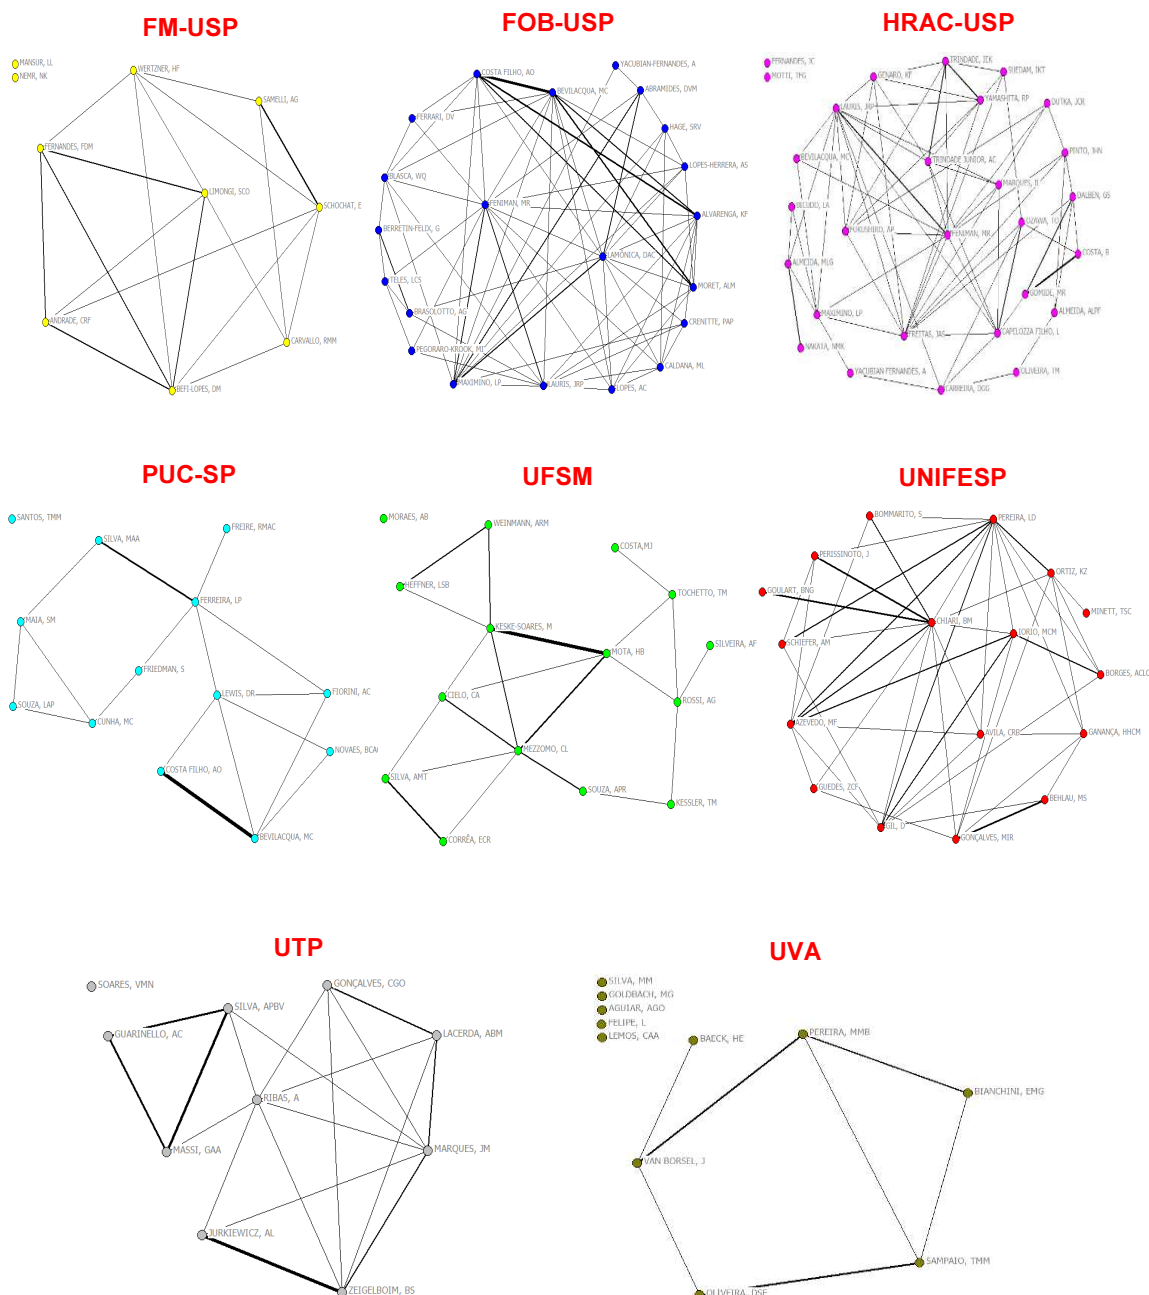 FM-USP
MANSUR, LL
NEMR, NK
WERTZNER, HF
SAMELLI, AG
FERNANDES, FDM
LIMONGI, SCO
SCHOCHAT, E
ANDRADE, CRF
CARVALLO, RMM
BEFI-LOPES, DM
FOB-USP
YACUBIAN-FERNANDES, A
COSTA FILHO, AO
BEVILACQUA, MC
ABRAMIDES, DVM
FERRARI, DV
HAGE, SRV
LOPES-HERRERA, AS
BLASCA, WQ
FENIMAN, MR
ALVARENGA, KF
BERRETIN-FELIX, G
LAMONICA, DAC
TELES, LCS
MORET, ALM
BRASOLOTTO, AG
CRENITTE, PAP
PEGORARO-KROOK, MI
CALDANA, ML
MAXIMINO, LP
LAURIS, JRP
LOPES, AC
HRAC-USP
FERNANDES, JC
MOTTI, TFG
TRINDADE, IEK
SUEDAM, IKT
GENARO, KF
YAMASHITA, RP
DUTKA, JCR
LAURIS, JRP
BEVILACQUA, MC
TRINDADE JUNIOR, AS
PINTO, JHN
MARQUES, IL
DALBEN, GS
BICUDO, LA
OZAWA, TO
FUKUSHIRO, AP
FENIMAN, MR
COSTA, B
ALMEIDA, MLG
GOMIDE, MR
MAXIMINO, LP
ALMEIDA, ALPF
FREITAS, JAS
CAPELOZZA FILHO, L
NAKATA, NMK
YACUBIAN-FERNANDES, A
OLIVEIRA, TM
CARREIRA, DGG
PUC-SP
SANTOS, TMM
FREIRE, RMAC
SILVA, MAA
FERREIRA, LP
MAIA, SM
FRIEDMAN, S
LEWIS, DR
FIORINI, AC
SOUZA, LAP
CUNHA, MC
NOVAES, BCAC
COSTA FILHO, AO
BEVILACQUA, MC
UFSM
MORAES, AB
WEINMANN, ARM
COSTA,MJ
HEFFNER, LSB
TOCHETTO, TM
KESKE-SOARES, M
SILVEIRA, AF
MOTA, HB
CIELO, CA
ROSSI, AG
MEZZOMO, CL
SILVA, AMT
SOUZA, APR
KESSLER, TM
CORRÊA, ECR
UNIFESP
BOMMARITO, S
PEREIRA, LD
PERISSINOTO, J
ORTIZ, KZ
GOULART, BNG
MINETT, TSC
CHIARI, BM
IORIO, MCM
SCHIEFER, AM
BORGES, ACLC
AZEVEDO, MF
AVILA, CRB
GANANÇA, HHCM
GUEDES, ZCF
BEHLAU, MS
GIL, D
GONÇALVES, MIR
UTP
SOARES, VMN
GONÇALVES, CGO
SILVA, APBV
GUARINELLO, AC
LACERDA, ABM
RIBAS, A
MASSI, GAA
MARQUES, JM
JURKIEWICZ, AL
ZEIGELBOIM, BS
UVA
SILVA, MM
GOLDBACH, MG
AGUIAR, AGO
FELIPE, L
LEMOS, CAA
BAECK, HE
PEREIRA, MMB
BIANCHINI, EMG
VAN BORSEL, J
SAMPAIO, TMM
OLIVEIRA, DSF